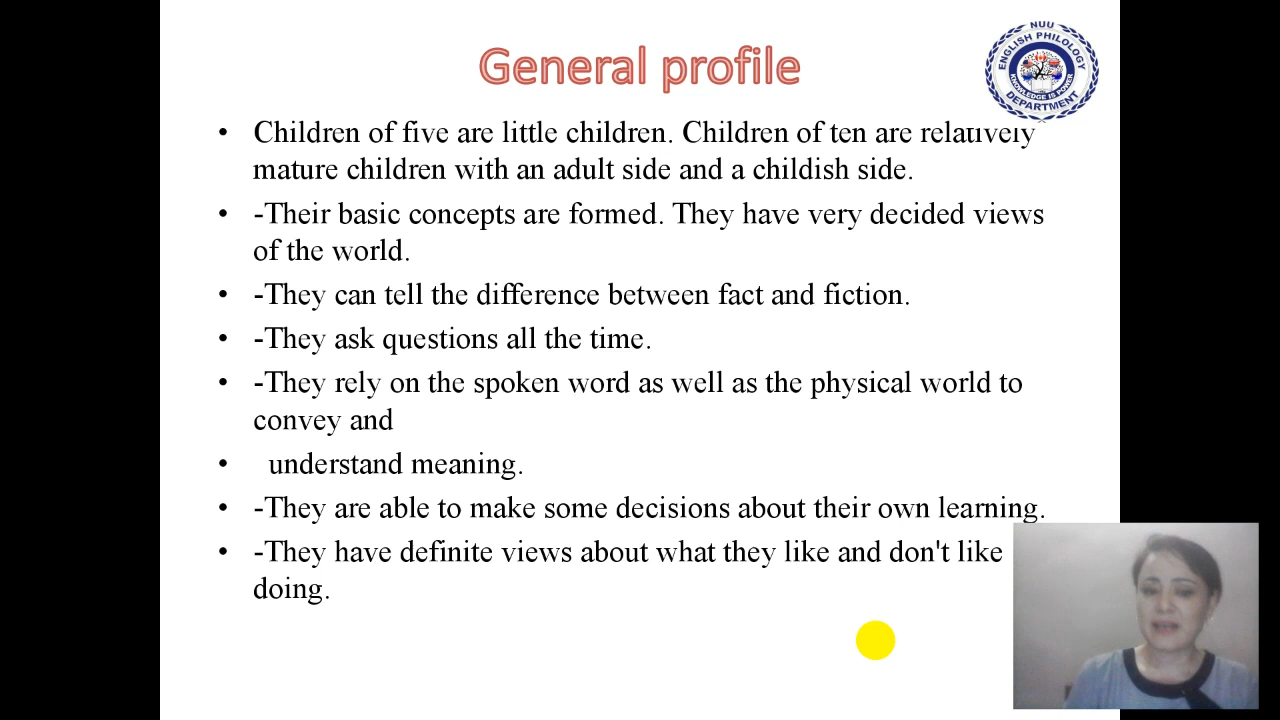 General profile
NUU
ENGLISH PHILOLOGY
KNOWLEDGE IS POWER
DEPARTMENT
• Children of five are little children. Children of ten are relatively
mature children with an adult side and a childish side.
• -Their basic concepts are formed. They have very decided views
of the world.
• -They can tell the difference between fact and fiction.
• -They ask questions all the time.
• -They rely on the spoken word as well as the physical world to
convey and
• understand meaning.
• -They are able to make some decisions about their own learning.
• -They have definite views about what they like and don't like
doing.